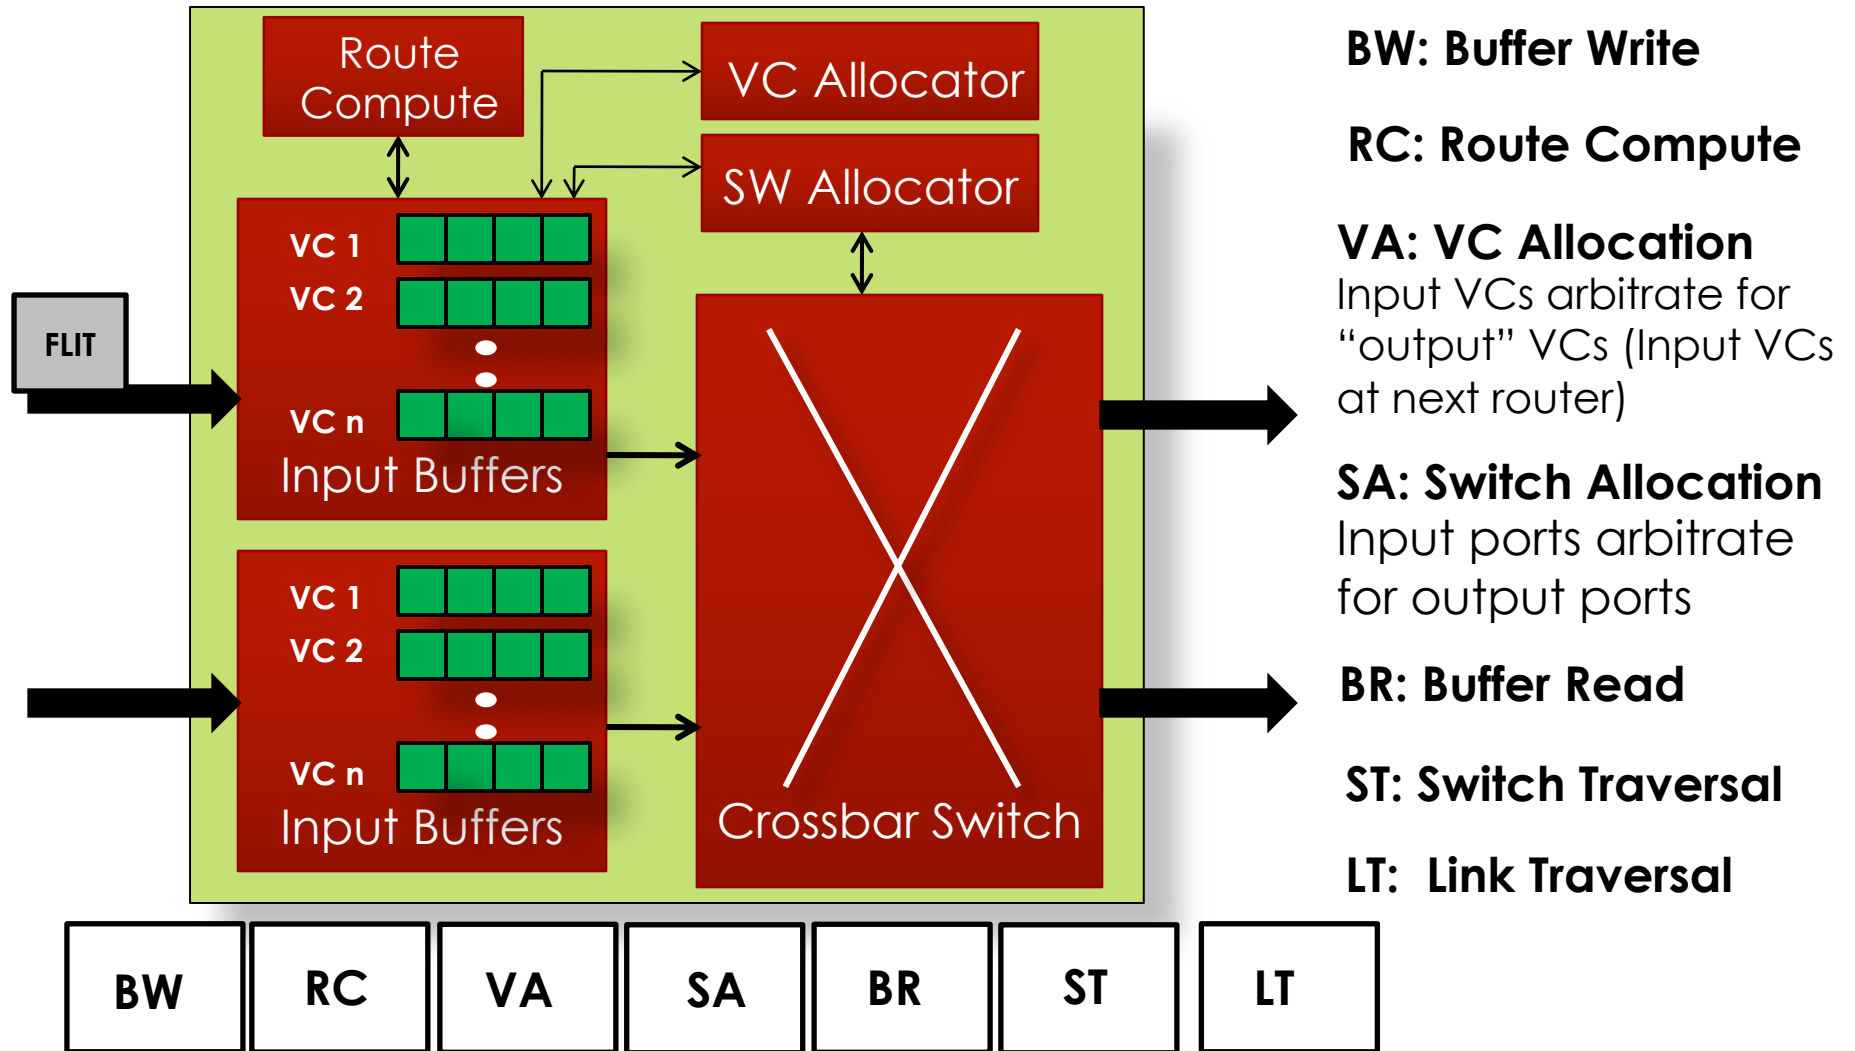 Route
Compute
VC Allocator
SW Allocator
VC 1
VC 2
VC n
Input Buffers
FLIT
VC 1
VC 2
VC n
Input Buffers
Crossbar Switch
BW: Buffer Write
RC: Route Compute
VA: VC Allocation
Input VCs arbitrate for
“output” VCs (Input VCs
at next router)
SA: Switch Allocation
Input ports arbitrate
for output ports
BR: Buffer Read
ST: Switch Traversal
LT: Link Traversal
BW
RC
VA
SA
BR
ST
LT